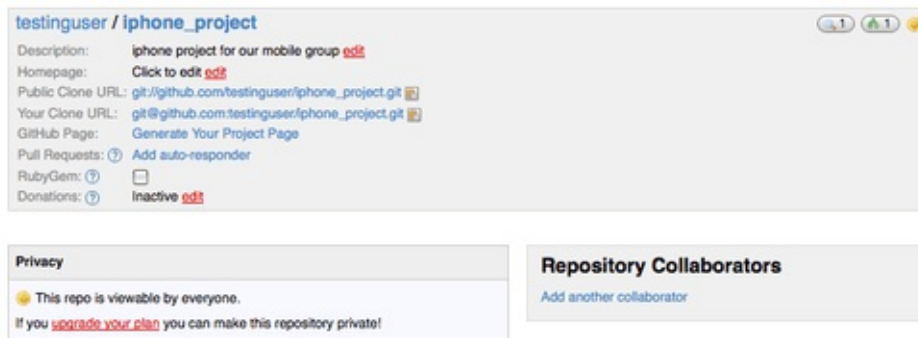 testinguser / iphone_project
1 1
Description: iphone project for our mobile group edit
Homepage: Click to edit edit
Public Clone URL: git://github.com/testinguser/iphone_project.git
Your Clone URL: git@github.com:testinguser/iphone_project.git
GitHub Page: Generate Your Project Page
Pull Requests: (?) Add auto-responder
RubyGem: (?)
Donations: (?) Inactive edit
Privacy
This repo is viewable by everyone.
If you upgrade your plan you can make this repository private!
Repository Collaborators
Add another collaborator